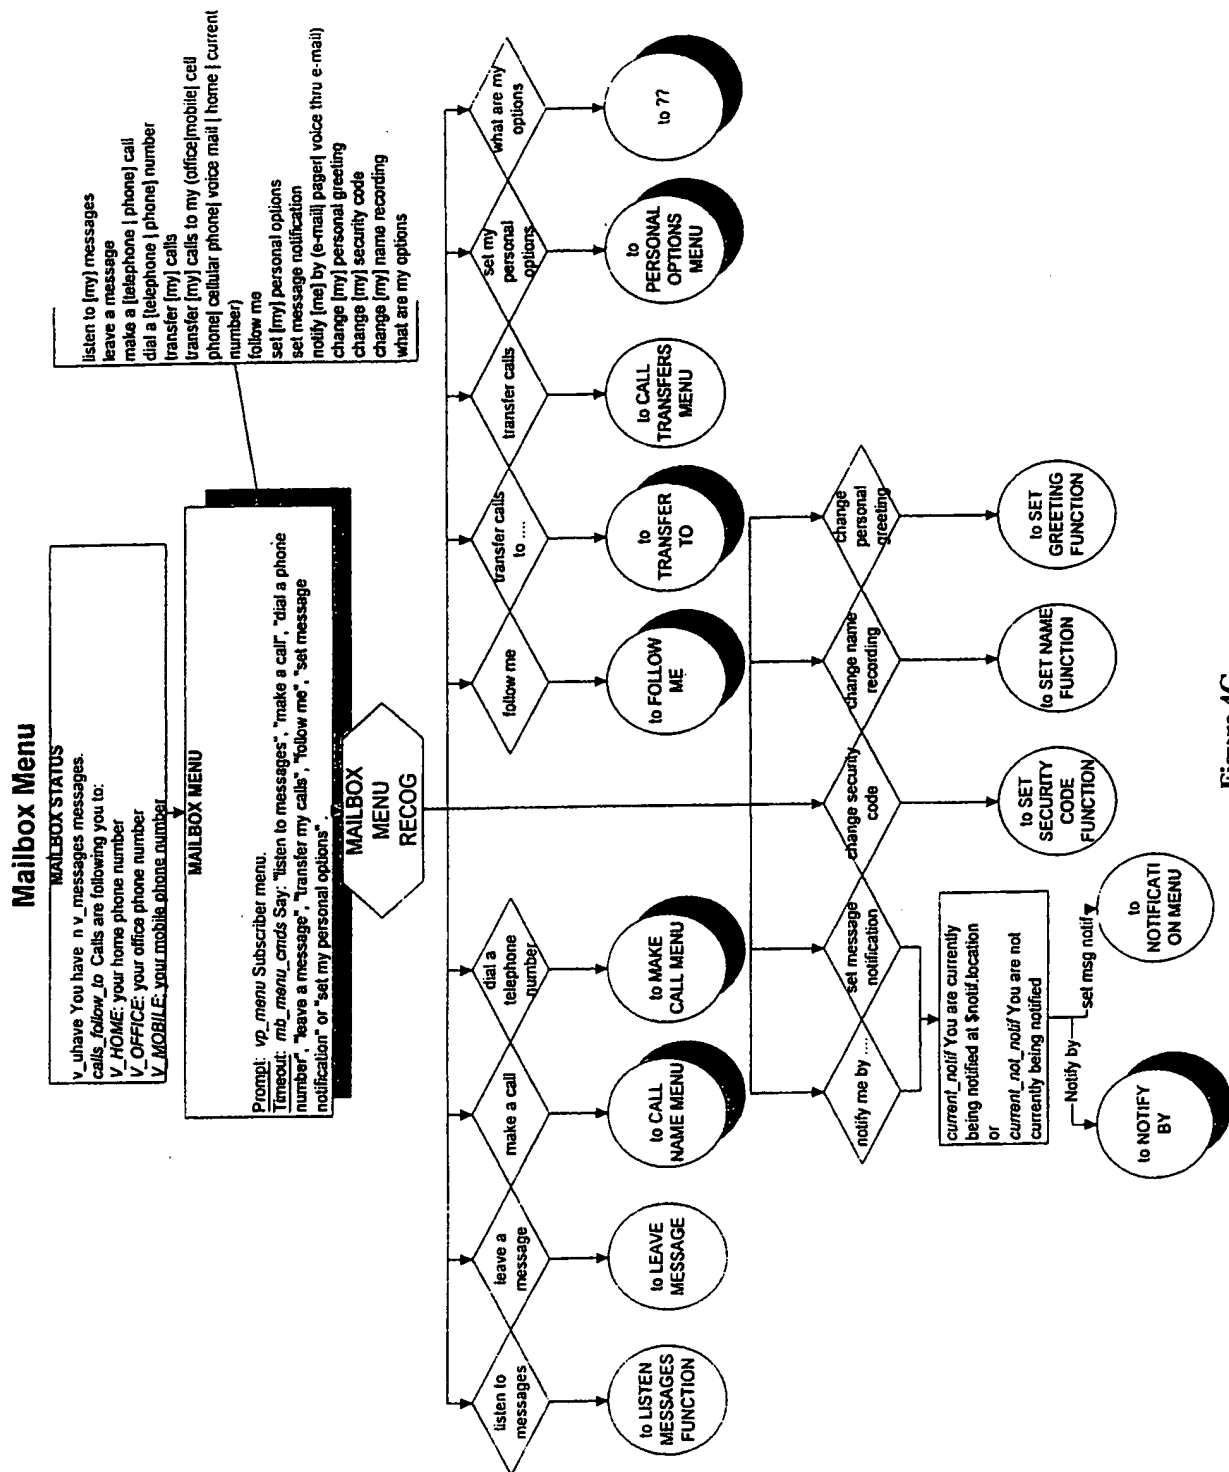 Mailbox Menu
MAILBOX STATUS
v_uhave You have n v_messages messages.
calls_follow_to Calls are following you to:
V_HOME: your home phone number
V_OFFICE: your office phone number
V_MOBILE: your mobile phone number
MAILBOX MENU
Prompt: vp_menu Subscriber menu.
Timeout: mb_menu_cmds Say: "listen to messages", "make a call", "dial a phone
number", "leave a message", "transfer my calls", "follow me", "set message
notification" or "set my personal options".
MAILBOX
MENU
RECOG
listen to [my] messages
leave a message
make a [telephone | phone] call
dial a [telephone | phone] number
transfer [my] calls
transfer [my] calls to my (office|mobile| cell
phone| cellular phone| voice mail | home | current
number)
follow me
set [my] personal options
set message notification
notify [me] by (e-mail| pager| voice thru e-mail)
change [my] personal greeting
change [my] security code
change [my] name recording
what are my options
listen to
messages
leave a
message
make a call
dial a
telephone
number
follow me
transfer calls
to ....
transfer calls
set my
personal
options
what are my
options
to LISTEN
MESSAGES
FUNCTION
to LEAVE
MESSAGE
to CALL
NAME MENU
to MAKE
CALL MENU
to FOLLOW
ME
to
TRANSFER
TO
to CALL
TRANSFERS
MENU
to
PERSONAL
OPTIONS
MENU
to ??
notify me by .....
set message
notification
change security
code
change name
recording
change
personal
greeting
current_notif You are currently
being notified at $notif.location
or
current_not_notif You are not
currently being notified
to SET
SECURITY
CODE
FUNCTION
to SET NAME
FUNCTION
to SET
GREETING
FUNCTION
Notify by
set msg notif
to NOTIFY
BY
to
NOTIFICATI
ON MENU
Figure 4C